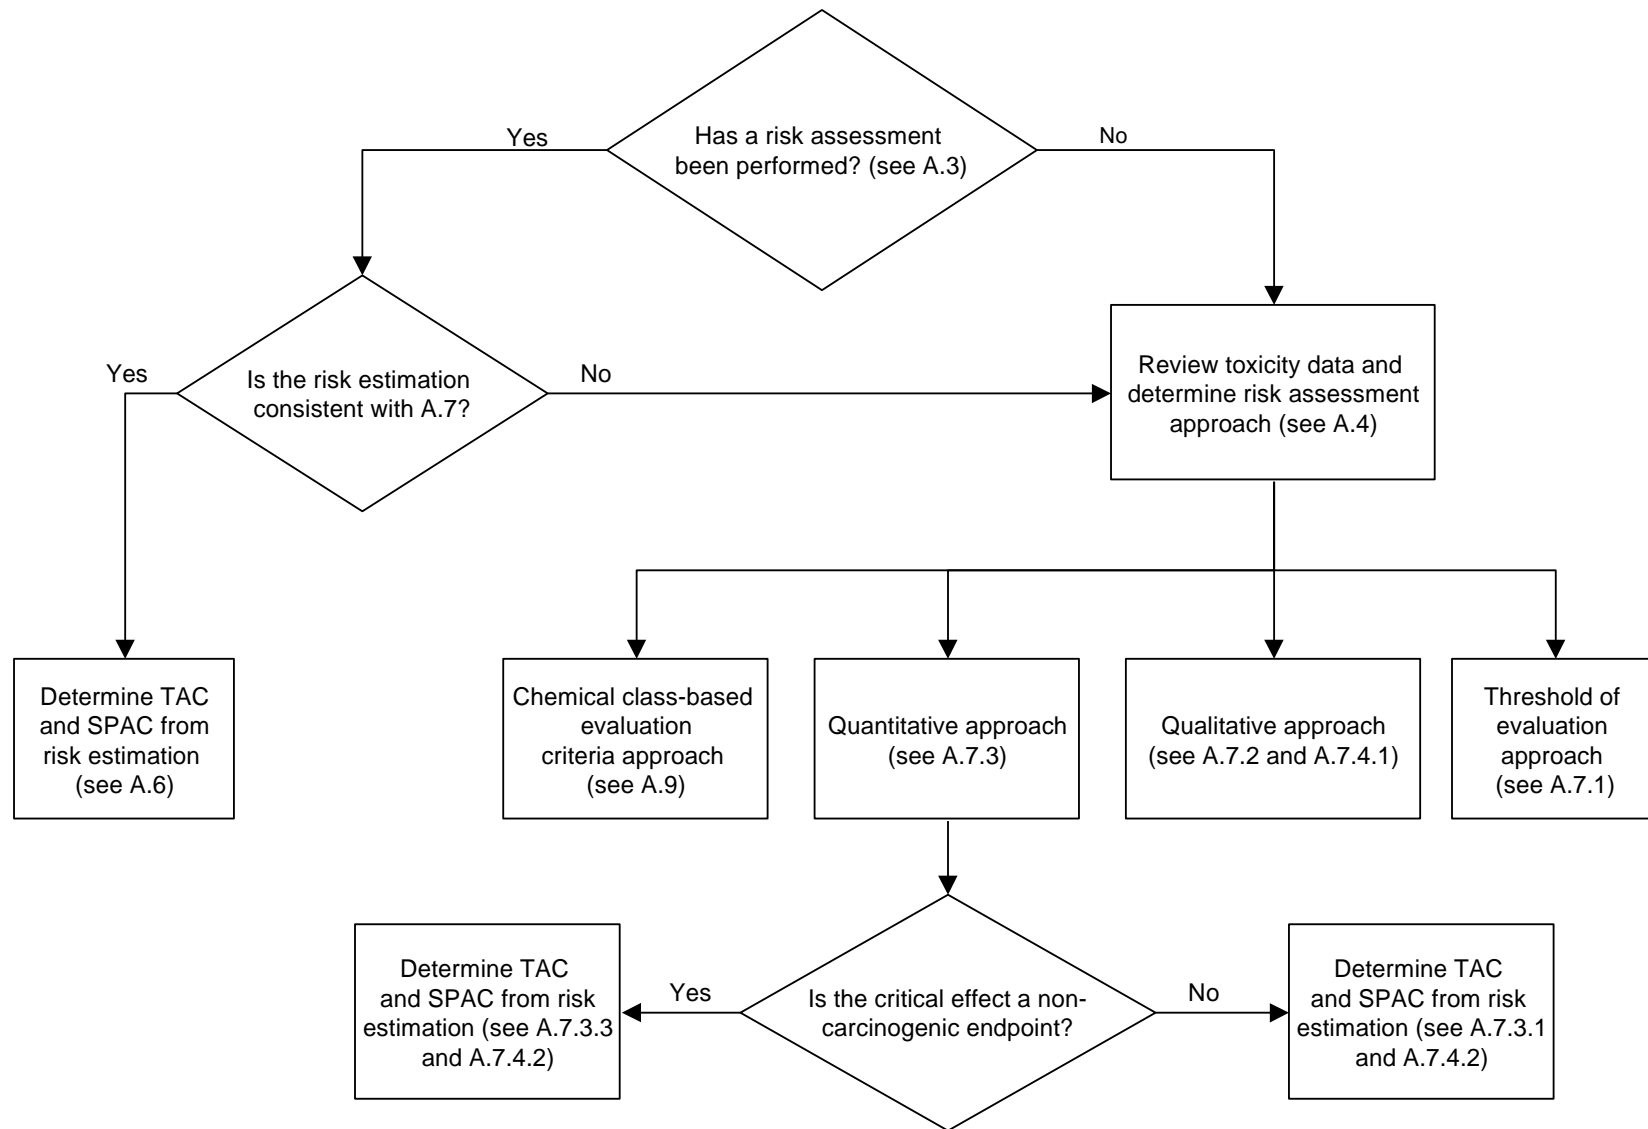 Has a risk assessment
been performed? (see A.3)
Yes
No
Is the risk estimation
consistent with A.7?
Yes
No
Review toxicity data and
determine risk assessment
approach (see A.4)
Determine TAC
and SPAC from
risk estimation
(see A.6)
Chemical class-based
evaluation
criteria approach
(see A.9)
Quantitative approach
(see A.7.3)
Qualitative approach
(see A.7.2 and A.7.4.1)
Threshold of
evaluation
approach
(see A.7.1)
Determine TAC
and SPAC from risk
estimation (see A.7.3.3
and A.7.4.2)
Yes
Is the critical effect a non-
carcinogenic endpoint?
No
Determine TAC
and SPAC from risk
estimation (see A.7.3.1
and A.7.4.2)